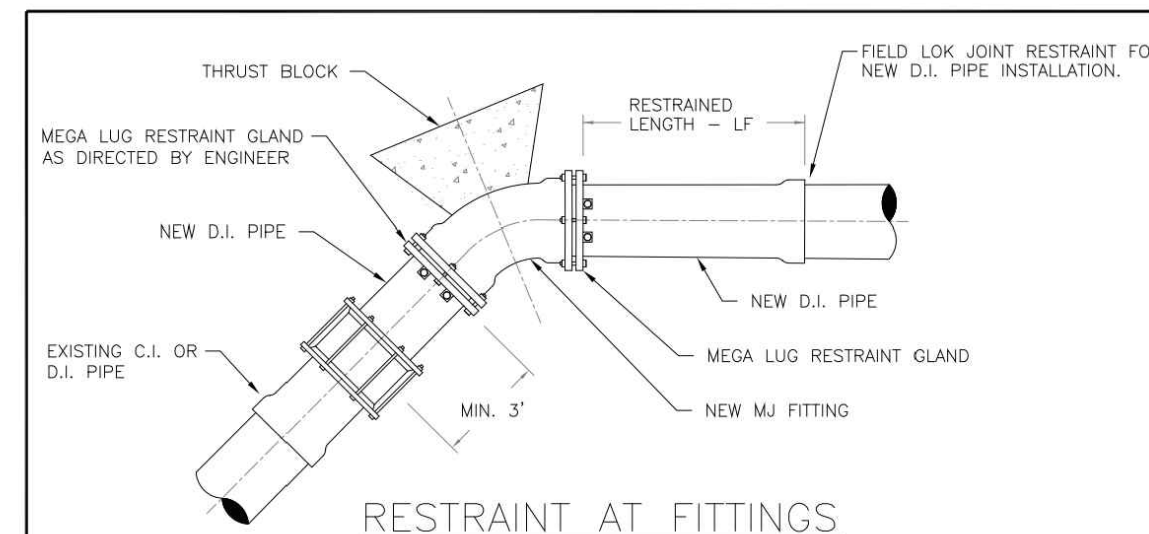 THRUST BLOCK
FIELD LOK JOINT RESTRAINT FO
NEW D.I. PIPE INSTALLATION.
RESTRAINED
LENGTH - LF
MEGA LUG RESTRAINT GLAND
AS DIRECTED BY ENGINEER
NEW D.I. PIPE
NEW D.I. PIPE
EXISTING C.I. OR
D.I. PIPE
MEGA LUG RESTRAINT GLAND
MIN. 3'
NEW MJ FITTING
RESTRAINT AT FITTINGS